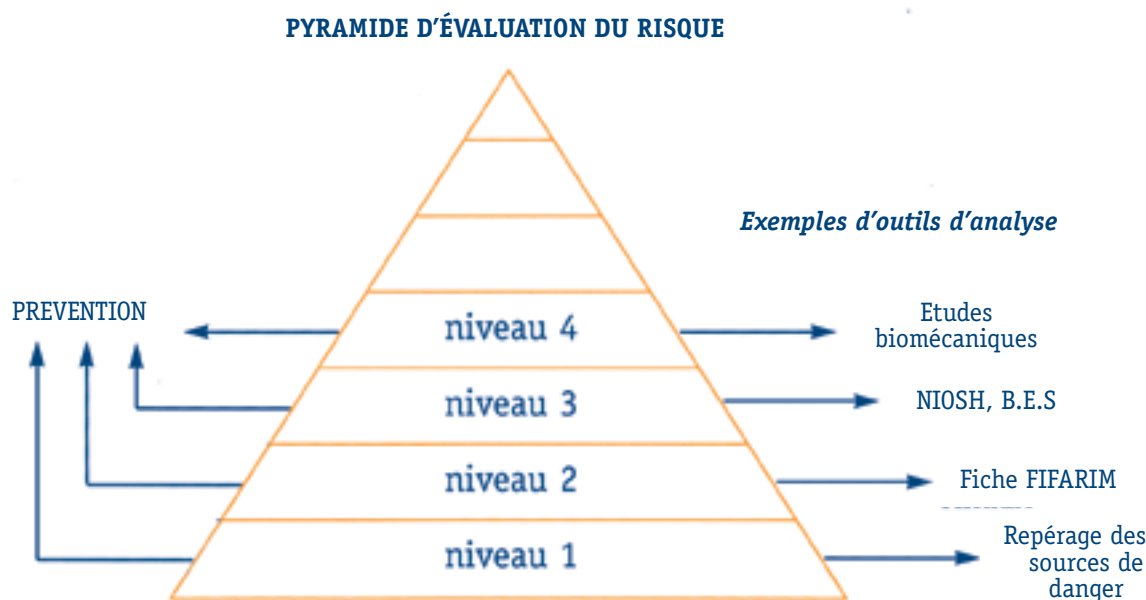 PYRAMIDE D'ÉVALUATION DU RISQUE
Exemples d'outils d'analyse
PREVENTION
niveau 4
Etudes
biomécaniques
niveau 3
NIOSH, B.E.S
niveau 2
Fiche FIFARIM
niveau 1
Repérage des
sources de
danger